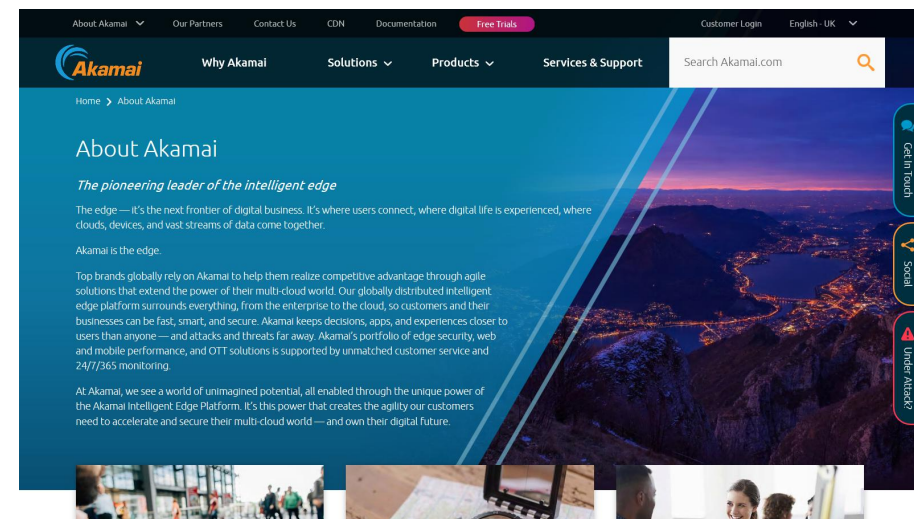 About Akamai Our Partners Contact Us CDN Documentation Free Trials Customer Login English - UK
Akamai Why Akamai Solutions Products Services & Support Search Akamai.com
Home > About Akamai
About Akamai
The pioneering leader of the intelligent edge
The edge — it's the next frontier of digital business. It's where users connect, where digital life is experienced, where
clouds, devices, and vast streams of data come together.
Akamai is the edge.
Top brands globally rely on Akamai to help them realize competitive advantage through agile
solutions that extend the power of their multi-cloud world. Our globally distributed intelligent
edge platform surrounds everything, from the enterprise to the cloud, so customers and their
businesses can be fast, smart, and secure. Akamai keeps decisions, apps, and experiences closer to
users than anyone — and attacks and threats far away. Akamai's portfolio of edge security, web
and mobile performance, and OTT solutions is supported by unmatched customer service and
24/7/365 monitoring.
At Akamai, we see a world of unimagined potential, all enabled through the unique power of
the Akamai Intelligent Edge Platform. It's this power that creates the agility our customers
need to accelerate and secure their multi-cloud world — and own their digital future.
Get In Touch
Social
Under Attack?